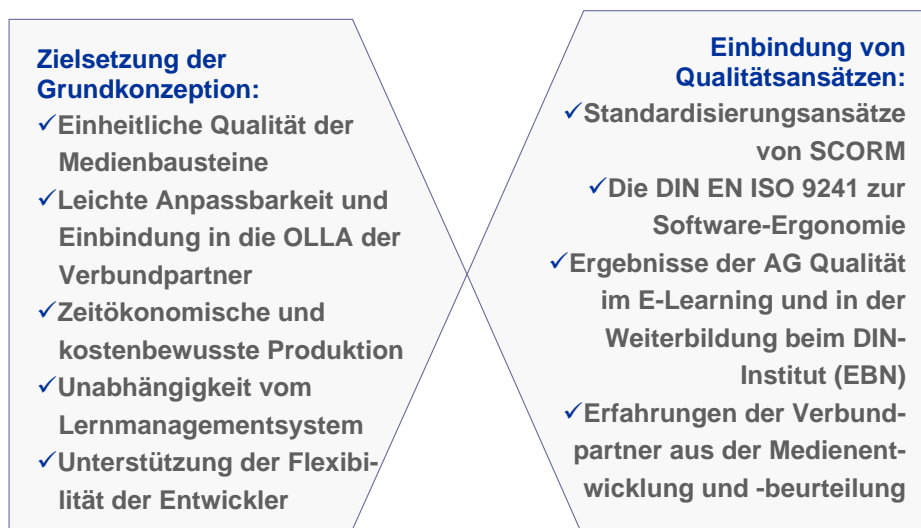 Zielsetzung der
Grundkonzeption:
✓Einheitliche Qualität der
Medienbausteine
✓Leichte Anpassbarkeit und
Einbindung in die OLLA der
Verbundpartner
✓Zeitökonomische und
kostenbewusste Produktion
✓Unabhängigkeit vom
Lernmanagementsystem
✓Unterstützung der Flexibi-
lität der Entwickler
Einbindung von
Qualitätsansätzen:
✓Standardisierungsansätze
von SCORM
✓Die DIN EN ISO 9241 zur
Software-Ergonomie
✓Ergebnisse der AG Qualität
im E-Learning und in der
Weiterbildung beim DIN-
Institut (EBN)
✓Erfahrungen der Verbund-
partner aus der Medienent-
wicklung und -beurteilung